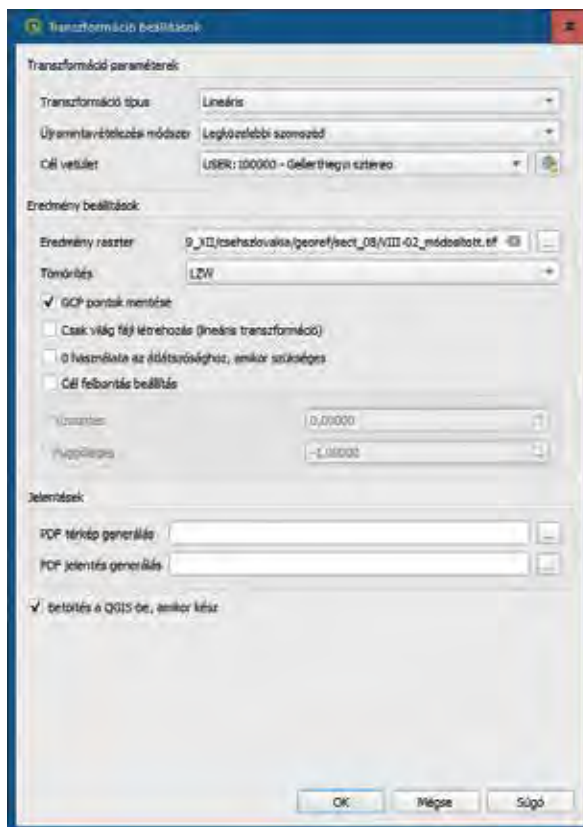 Transzformáció beállítások
Transzformáció paraméterek
Transzformáció típus Lineáris
Újramintavételezési módszer Legközelebbi szomszéd
Cél vetület USER:100000 - Gellérthegyi sztereo
Eredmény beállítások
Eredmény raszter 9_XII/csehszlovakia/georef/sect_08/VIII-02_módosított.tif ...
Tömörítés LZW
GCP pontok mentése
Csak világ fájl létrehozás (lineáris transzformáció)
0 használata az átlátszósághoz, amikor szükséges
Cél felbontás beállítás
Vízszintes 0,00000
Függőleges -1,00000
Jelentések
PDF térkép generálás ...
PDF jelentés generálás ...
betöltés a QGIS-be, amikor kész
OK Mégse Súgó